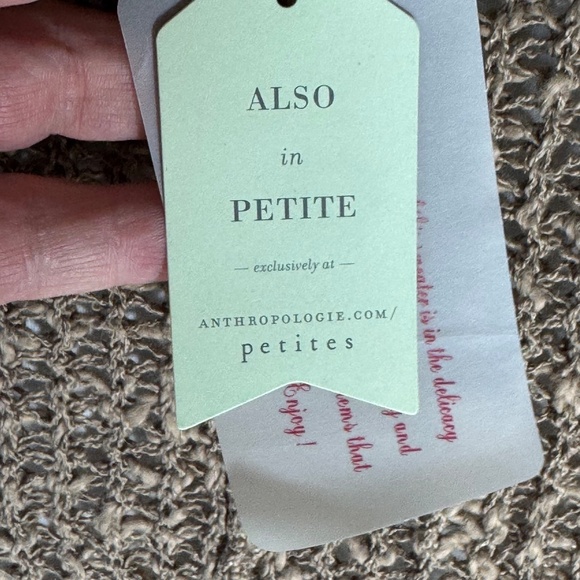 ALSO
in
PETITE
— exclusively at —
ANTHROPOLOGIE.COM/
petites
sweater is in the delicacy
and
that
Enjoy!